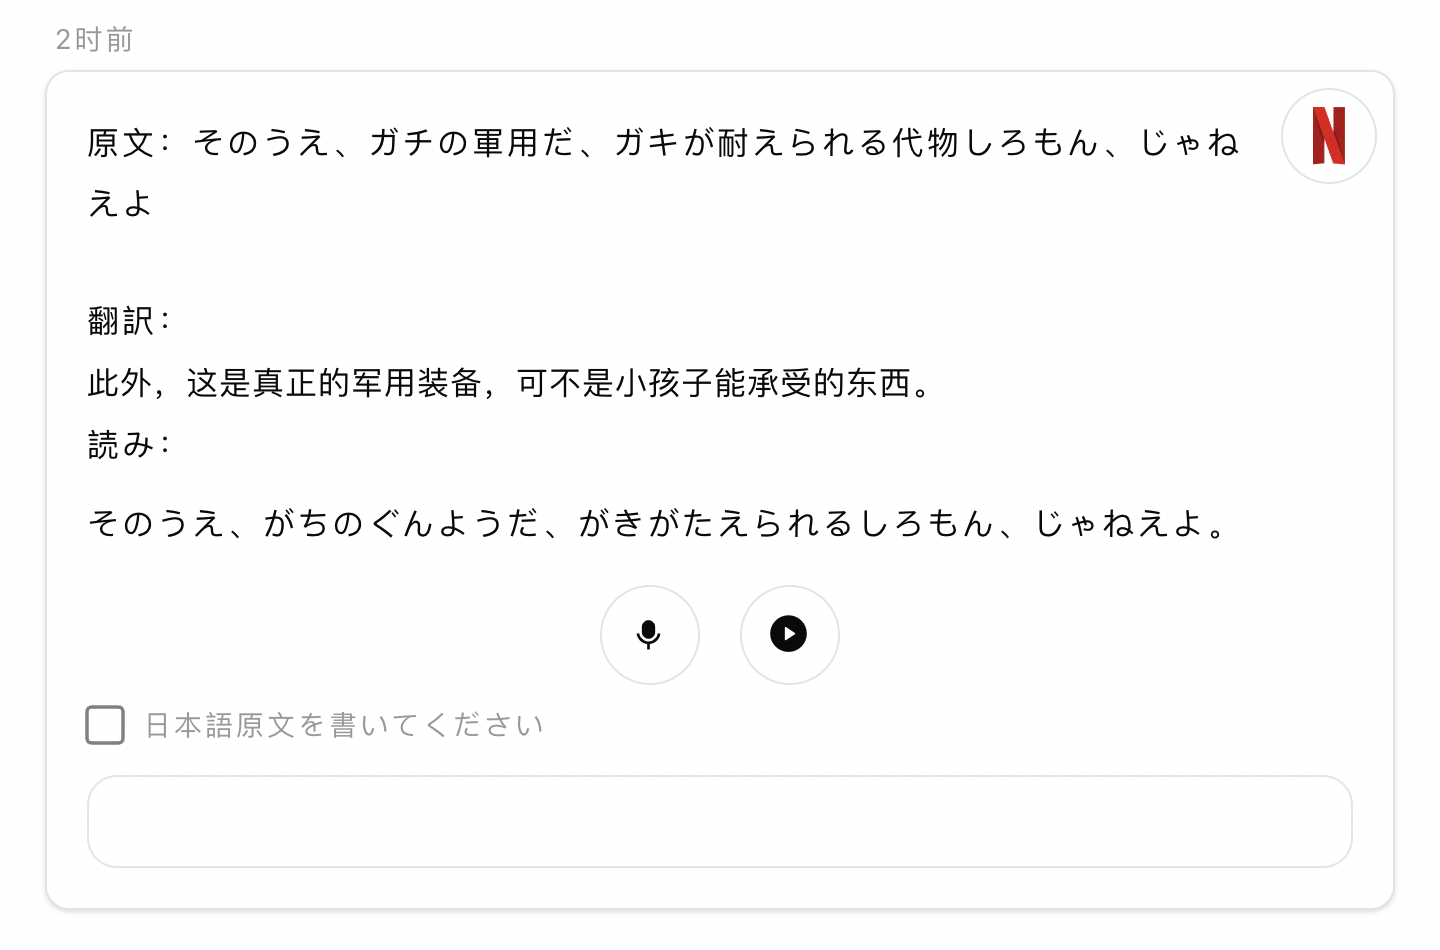 2时前
原文：そのうえ、ガチの軍用だ、ガキが耐えられる代物しろもん、じゃね
えよ
翻訳：
此外，这是真正的军用装备，可不是小孩子能承受的东西。
読み：
そのうえ、がちのぐんようだ、がきがたえられるしろもん、じゃねえよ。
日本語原文を書いてください